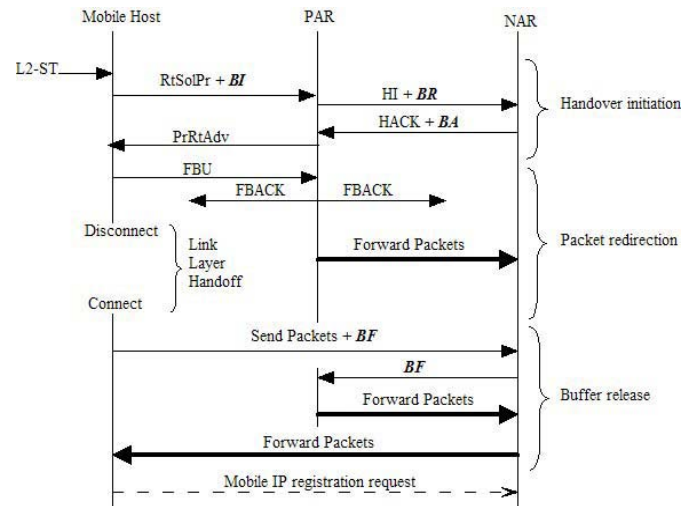 Mobile Host PAR NAR
L2-ST
RtSolPr + BI
HI + BR
HACK + BA
Handover initiation
PrRtAdv
FBU
FBACK FBACK
Disconnect
Link
Layer
Handoff
Forward Packets
Packet redirection
Connect
Send Packets + BF
BF
Forward Packets
Buffer release
Forward Packets
Mobile IP registration request